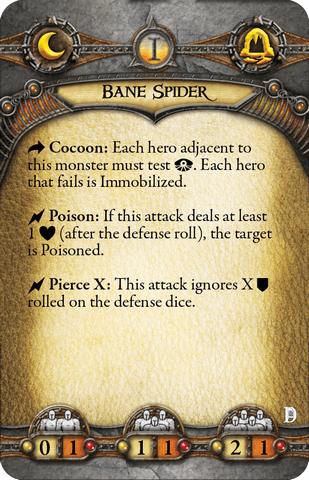 I
Bane Spider
Cocoon: Each hero adjacent to
this monster must test . Each hero
that fails is Immobilized.
Poison: If this attack deals at least
1 (after the defense roll), the target
is Poisoned.
Pierce X: This attack ignores X
rolled on the defense dice.
D
0 1 1 1 2 1